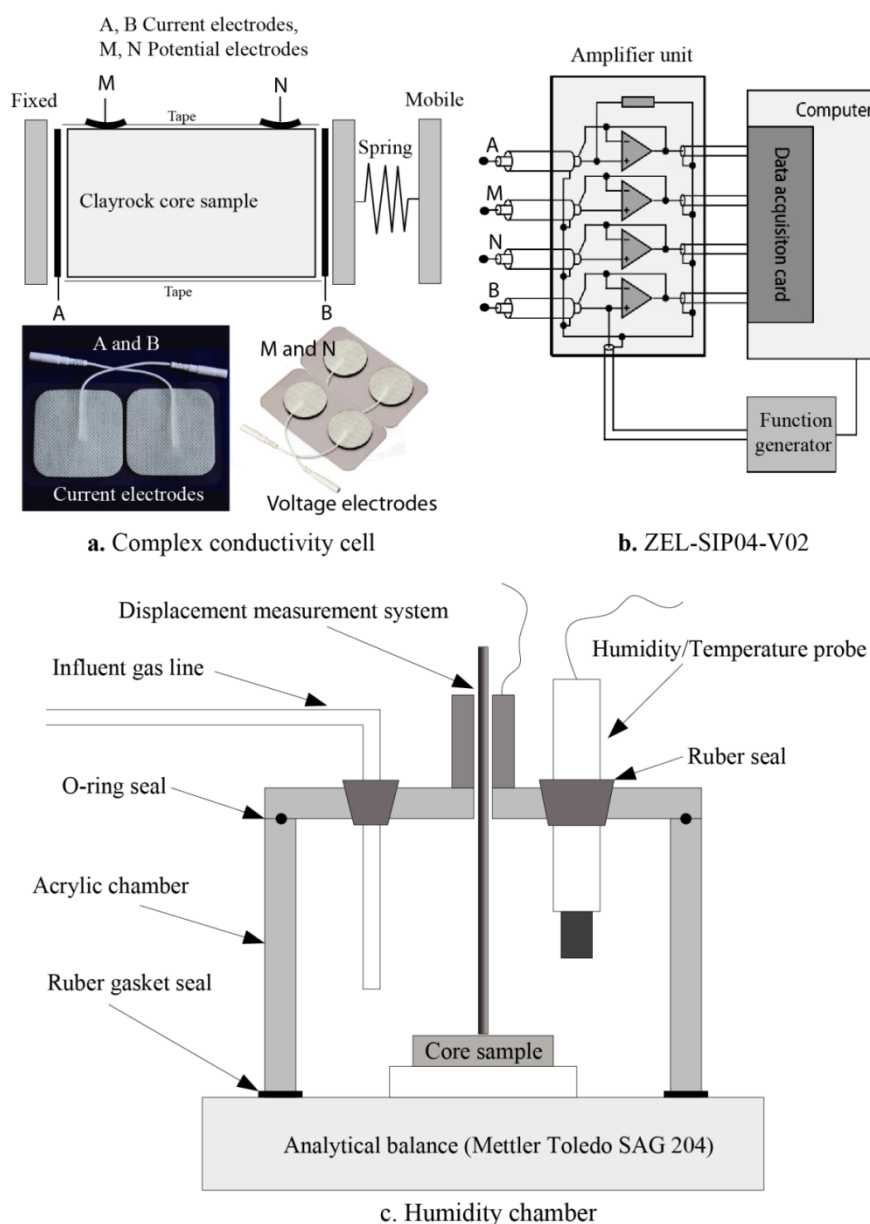 A, B Current electrodes,
M, N Potential electrodes
M
N
Fixed
Mobile
Tape
Spring
Clayrock core sample
Tape
A
B
A and B
Current electrodes
M and N
Voltage electrodes
a. Complex conductivity cell
Amplifier unit
Computer
A
M
N
B
Data acquisiton card
Function
generator
b. ZEL-SIP04-V02
Displacement measurement system
Influent gas line
Humidity/Temperature probe
Ruber seal
O-ring seal
Acrylic chamber
Ruber gasket seal
Core sample
Analytical balance (Mettler Toledo SAG 204)
c. Humidity chamber